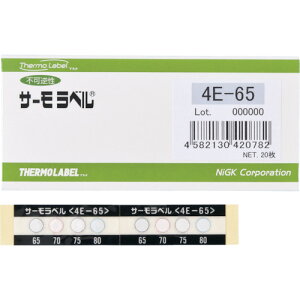 Thermo Label
不可逆性
サーモラベル®
4E-65
Lot. 000000
4 582130 420782
NET. 20枚
THERMOLABEL
NiGK Corporation
サーモラベル<4E-65> サーモラベル<4E-65>
65 70 75 80 65 70 75 80